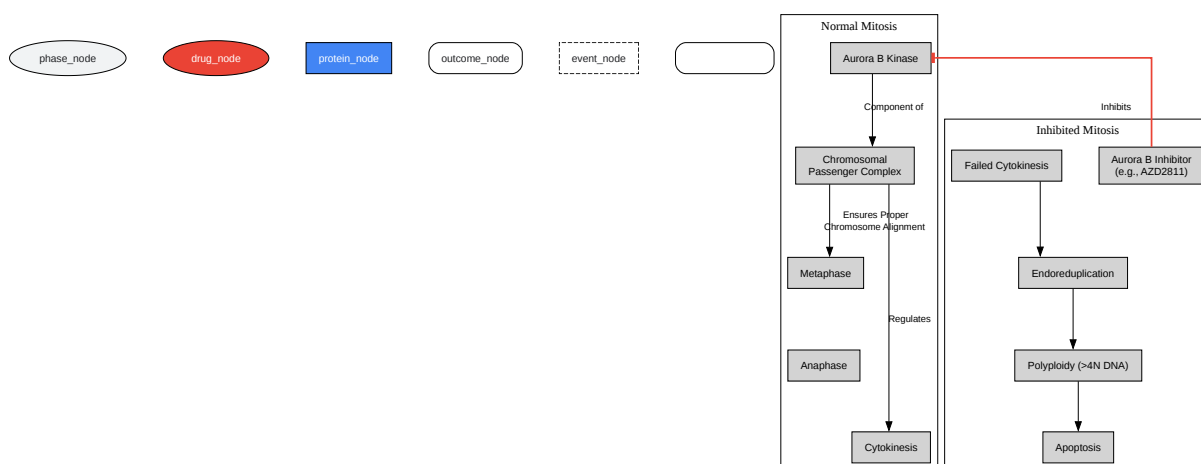 Normal Mitosis
phase_node
drug_node
protein_node
outcome_node
event_node
Aurora B Kinase
Component of
Inhibits
Inhibited Mitosis
Chromosomal
Passenger Complex
Failed Cytokinesis
Aurora B Inhibitor
(e.g., AZD2811)
Ensures Proper
Chromosome Alignment
Metaphase
Endoreduplication
Regulates
Anaphase
Polyploidy (>4N DNA)
Cytokinesis
Apoptosis